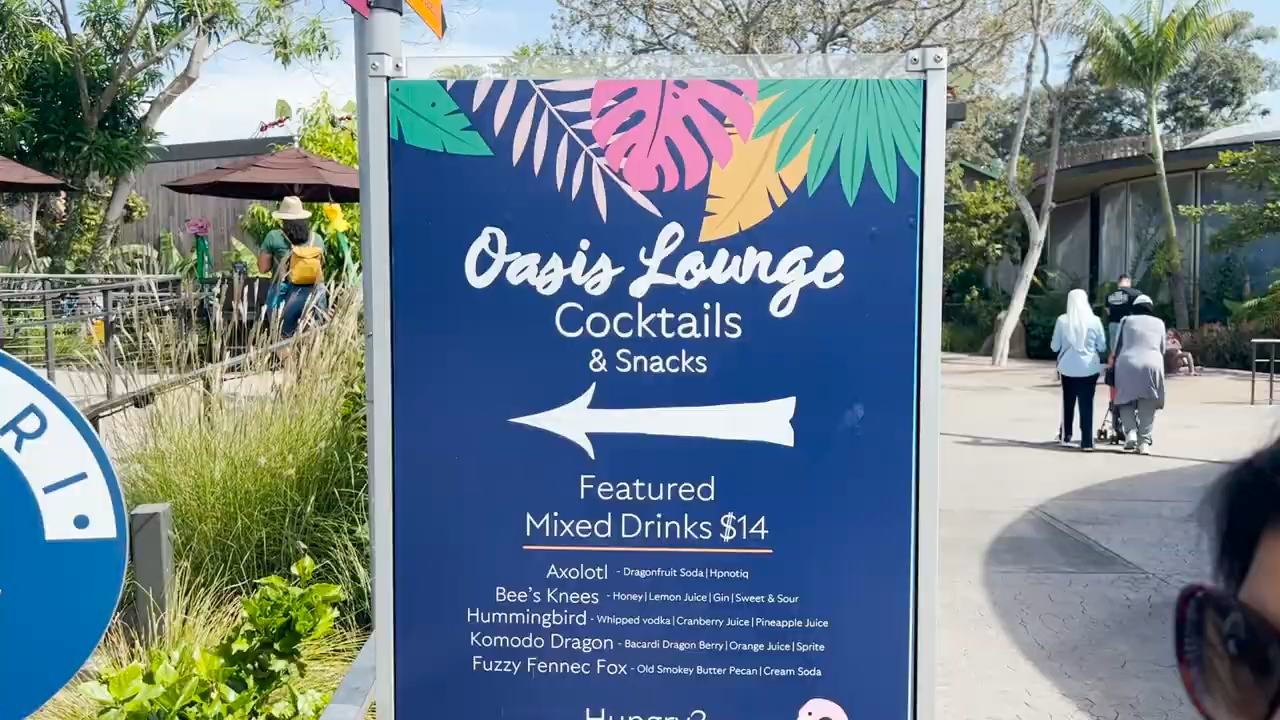 Oasis Lounge
Cocktails
& Snacks
Featured
Mixed Drinks $14
Axolotl - Dragonfruit Soda | Hpnotiq
Bee's Knees - Honey | Lemon Juice | Gin | Sweet & Sour
Hummingbird - Whipped vodka | Cranberry Juice | Pineapple Juice
Komodo Dragon - Bacardi Dragon Berry | Orange Juice | Sprite
Fuzzy Fennec Fox - Old Smokey Butter Pecan | Cream Soda
Hungry?
RI•